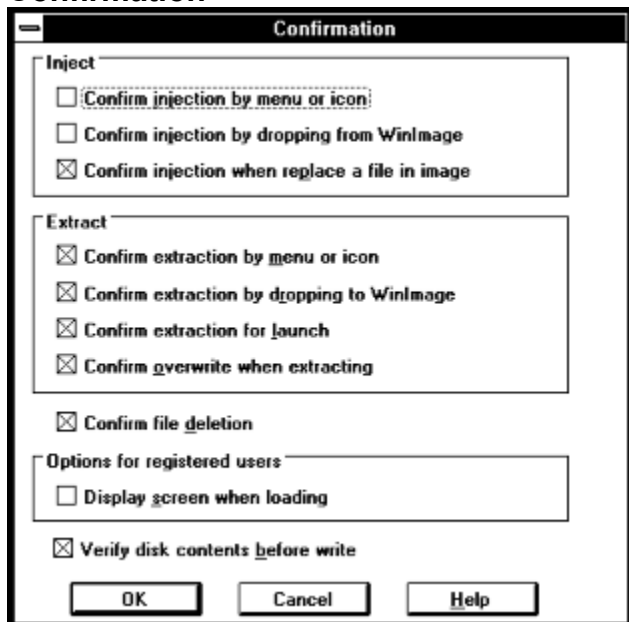 Confirmation
Confirmation
Inject
Confirm injection by menu or icon
Confirm injection by dropping from WinImage
Confirm injection when replace a file in image
Extract
Confirm extraction by menu or icon
Confirm extraction by dropping to WinImage
Confirm extraction for launch
Confirm overwrite when extracting
Confirm file deletion
Options for registered users
Display screen when loading
Verify disk contents before write
OK Cancel Help